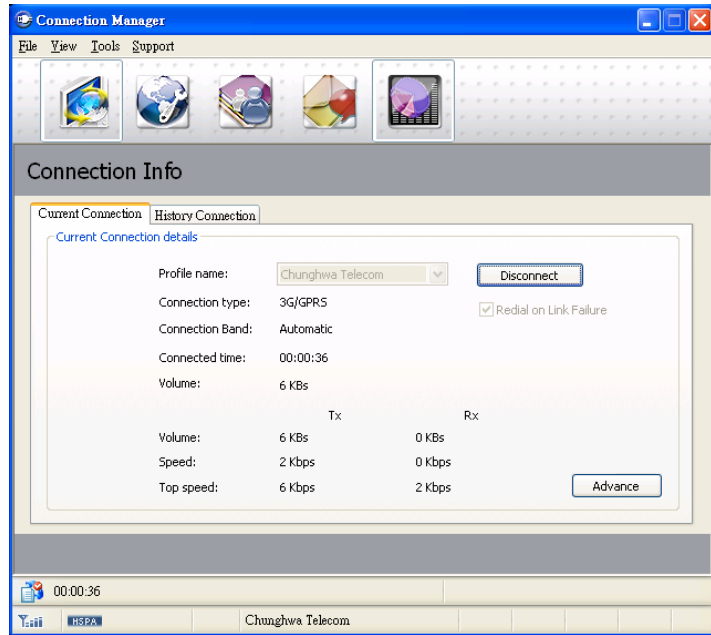 Connection Manager
File View Tools Support
Connection Info
Current Connection History Connection
Current Connection details
Profile name: Chunghwa Telecom Disconnect
Connection type: 3G/GPRS Redial on Link Failure
Connection Band: Automatic
Connected time: 00:00:36
Volume: 6 KBs
Tx Rx
Volume: 6 KBs 0 KBs
Speed: 2 Kbps 0 Kbps
Top speed: 6 Kbps 2 Kbps Advance
00:00:36
HSPA Chunghwa Telecom